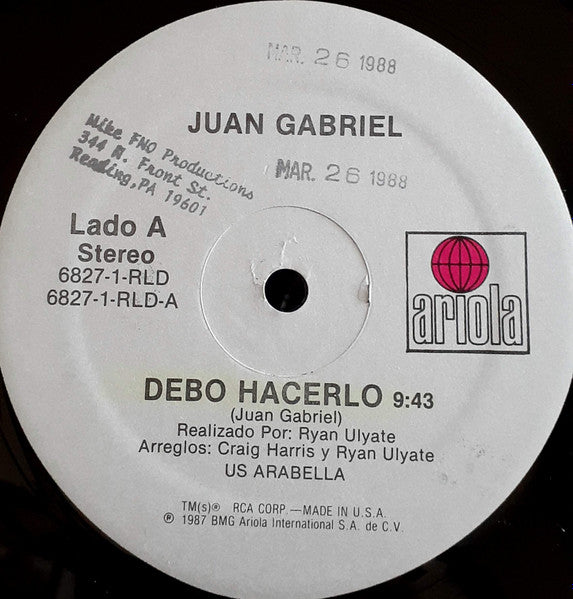 MAR. 26 1988
JUAN GABRIEL
Mike FNO Productions
344 N. Front St.
Reading, PA 19601
MAR. 26 1988
Lado A
Stereo
6827-1-RLD
6827-1-RLD-A
ariola
DEBO HACERLO 9:43
(Juan Gabriel)
Realizado Por: Ryan Ulyate
Arreglos: Craig Harris y Ryan Ulyate
US ARABELLA
TM(s)® RCA CORP.—MADE IN U.S.A.
℗ 1987 BMG Ariola International S.A. de C.V.